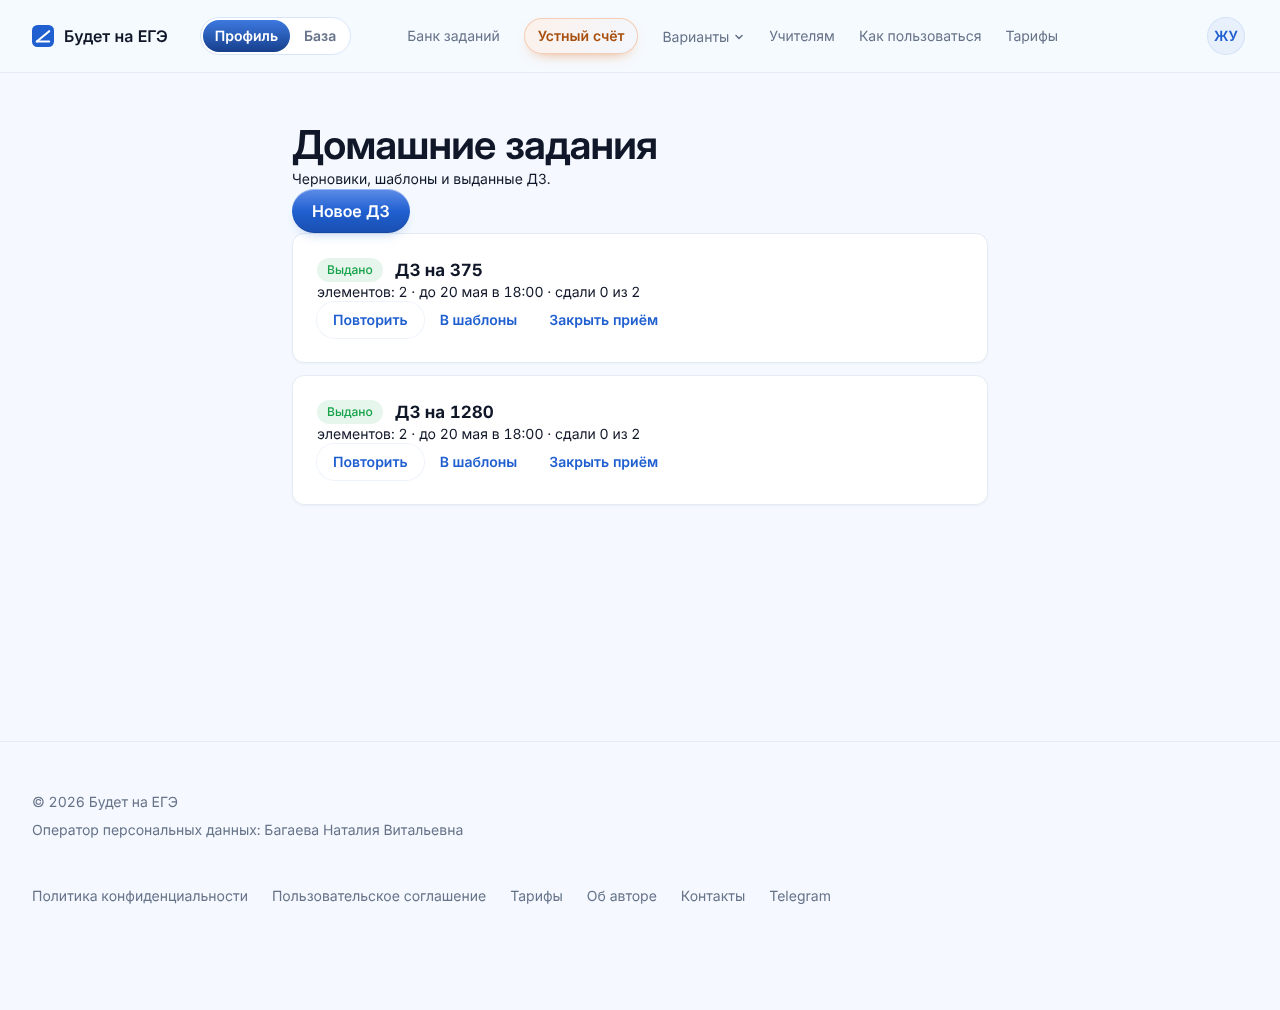 Будет на ЕГЭ
Профиль База
Банк заданий Устный счёт Варианты Учителям Как пользоваться Тарифы
ЖУ
Домашние задания
Черновики, шаблоны и выданные ДЗ.
Новое ДЗ
Выдано ДЗ на 375
элементов: 2 · до 20 мая в 18:00 · сдали 0 из 2
Повторить В шаблоны Закрыть приём
Выдано ДЗ на 1280
элементов: 2 · до 20 мая в 18:00 · сдали 0 из 2
Повторить В шаблоны Закрыть приём
© 2026 Будет на ЕГЭ
Оператор персональных данных: Багаева Наталия Витальевна
Политика конфиденциальности Пользовательское соглашение Тарифы Об авторе Контакты Telegram